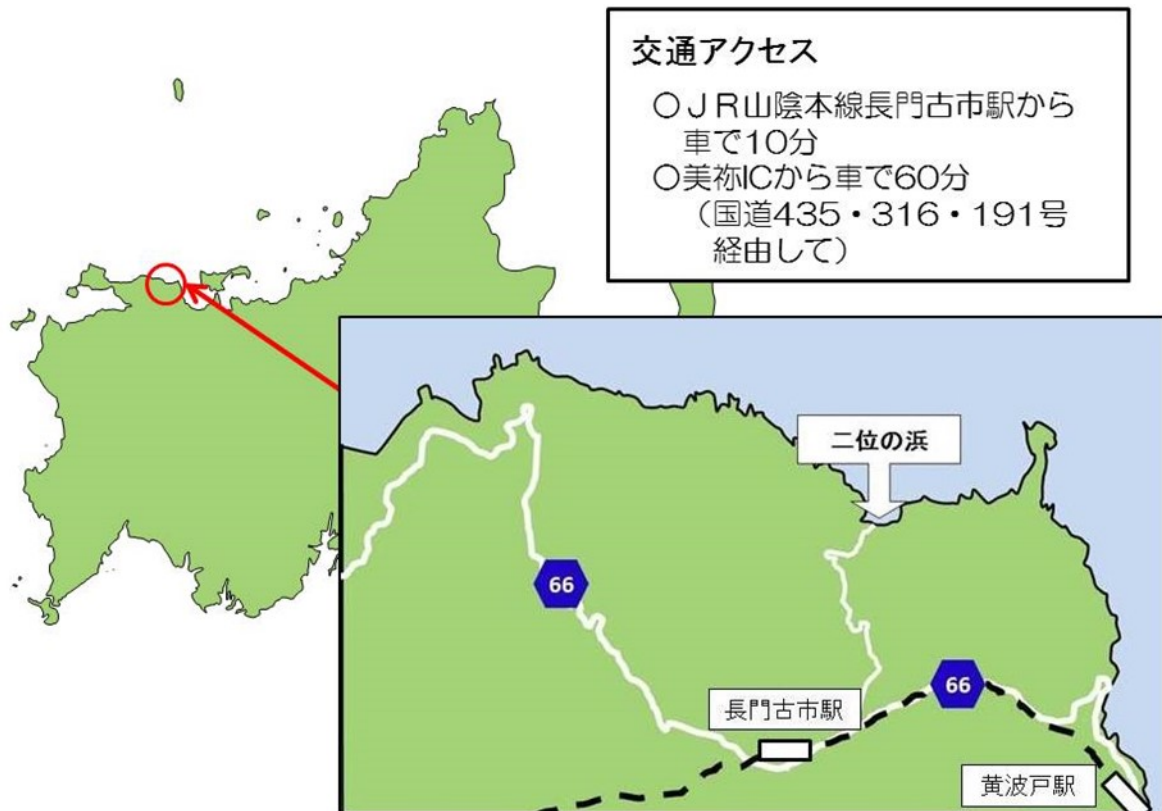 交通アクセス
○ＪＲ山陰本線長門古市駅から
車で10分
○美祢ICから車で60分
（国道435・316・191号
経由して）
二位の浜
66
66
長門古市駅
黄波戸駅